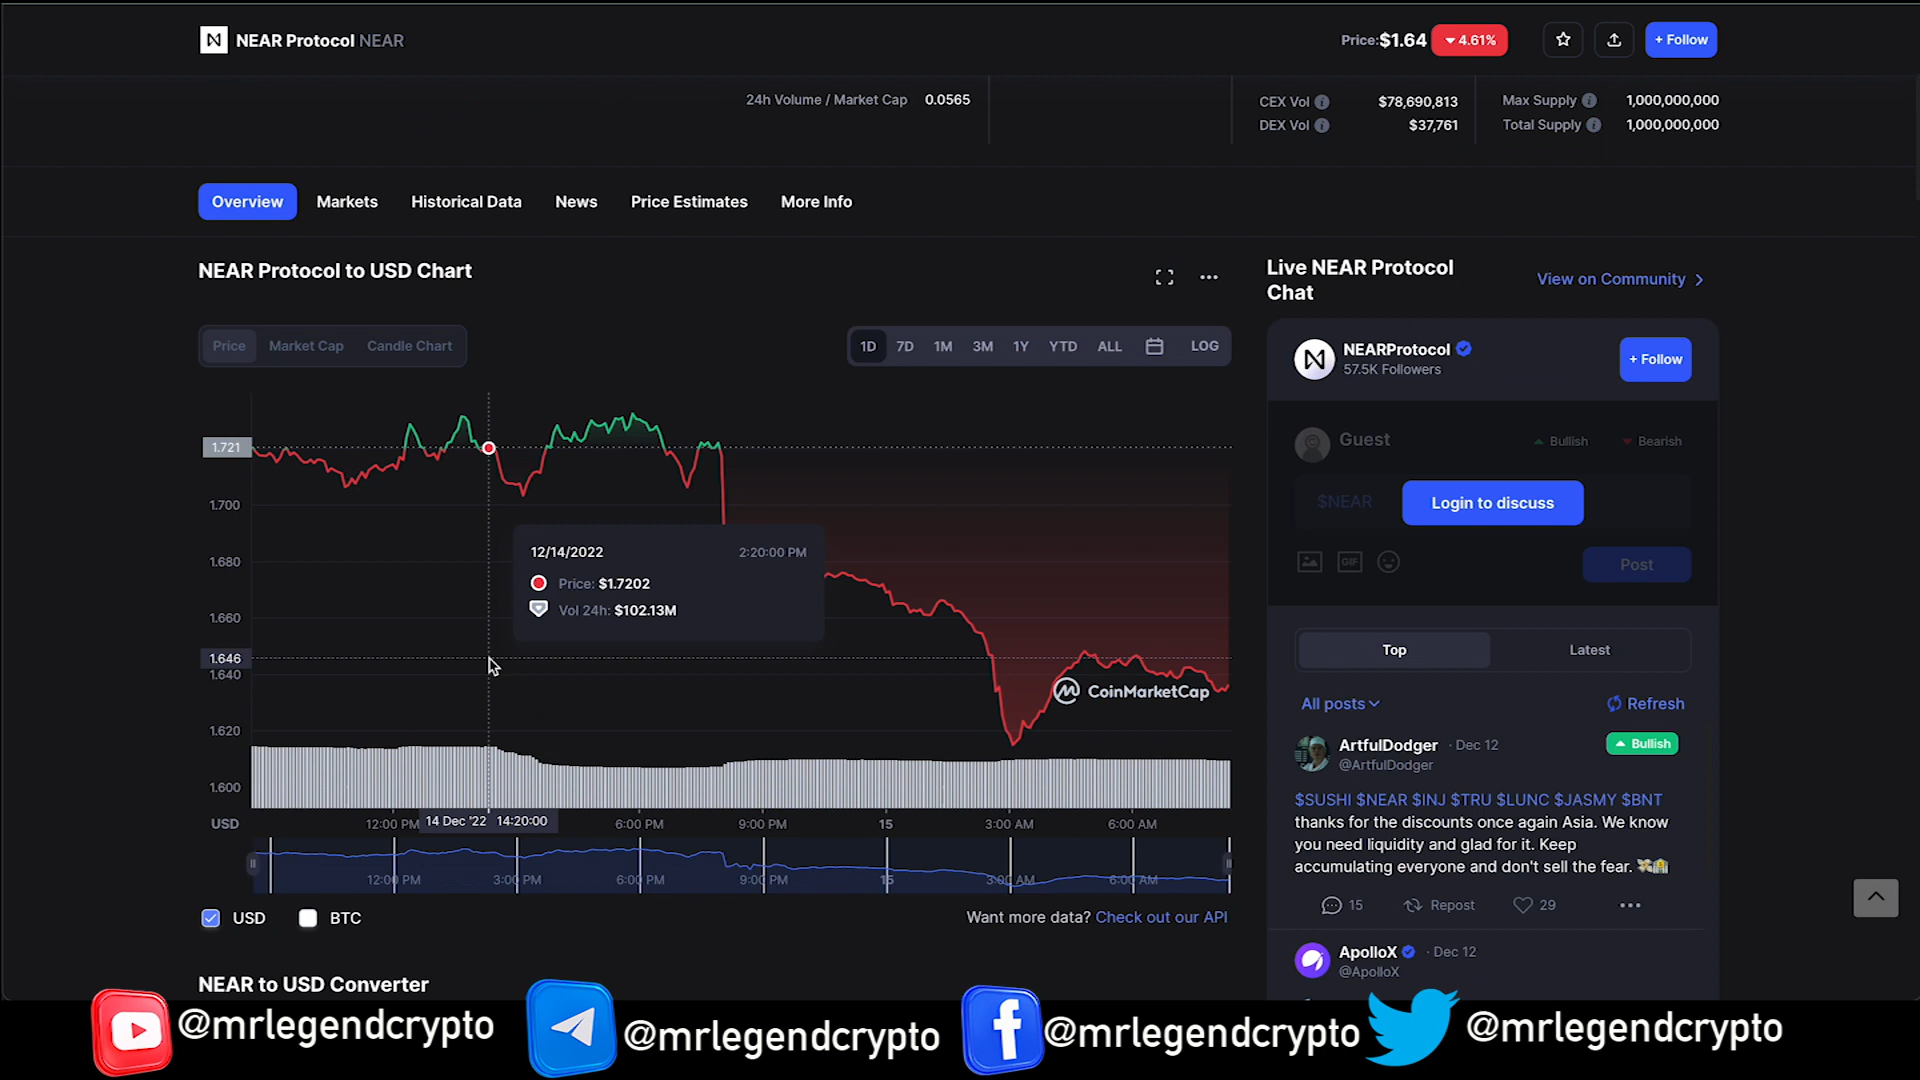 NEAR Protocol NEAR
Price:$1.64 4.61%
+ Follow
24h Volume / Market Cap 0.0565
CEX Vol $78,690,813
DEX Vol $37,761
Max Supply 1,000,000,000
Total Supply 1,000,000,000
Overview Markets Historical Data News Price Estimates More Info
NEAR Protocol to USD Chart
Price Market Cap Candle Chart
1D 7D 1M 3M 1Y YTD ALL LOG
1.721
1.700
1.680
1.660
1.646
1.640
1.620
1.600
12/14/2022 2:20:00 PM
Price: $1.7202
Vol 24h: $102.13M
CoinMarketCap
USD 12:00 PM 14 Dec '22 14:20:00 6:00 PM 9:00 PM 15 3:00 AM 6:00 AM
12:00 PM 3:00 PM 6:00 PM 9:00 PM 15 3:00 AM 6:00 AM
USD BTC
Want more data? Check out our API
NEAR to USD Converter
Live NEAR Protocol
Chat
View on Community
NEARProtocol
57.5K Followers
+ Follow
Guest
Bullish Bearish
$NEAR
Login to discuss
GIF
Post
Top Latest
All posts Refresh
ArtfulDodger · Dec 12
@ArtfulDodger
Bullish
$SUSHI $NEAR $INJ $TRU $LUNC $JASMY $BNT
thanks for the discounts once again Asia. We know
you need liquidity and glad for it. Keep
accumulating everyone and don't sell the fear. 💸🏦
15 Repost 29
ApolloX · Dec 12
@ApolloX
@mrlegendcrypto
@mrlegendcrypto
@mrlegendcrypto
@mrlegendcrypto